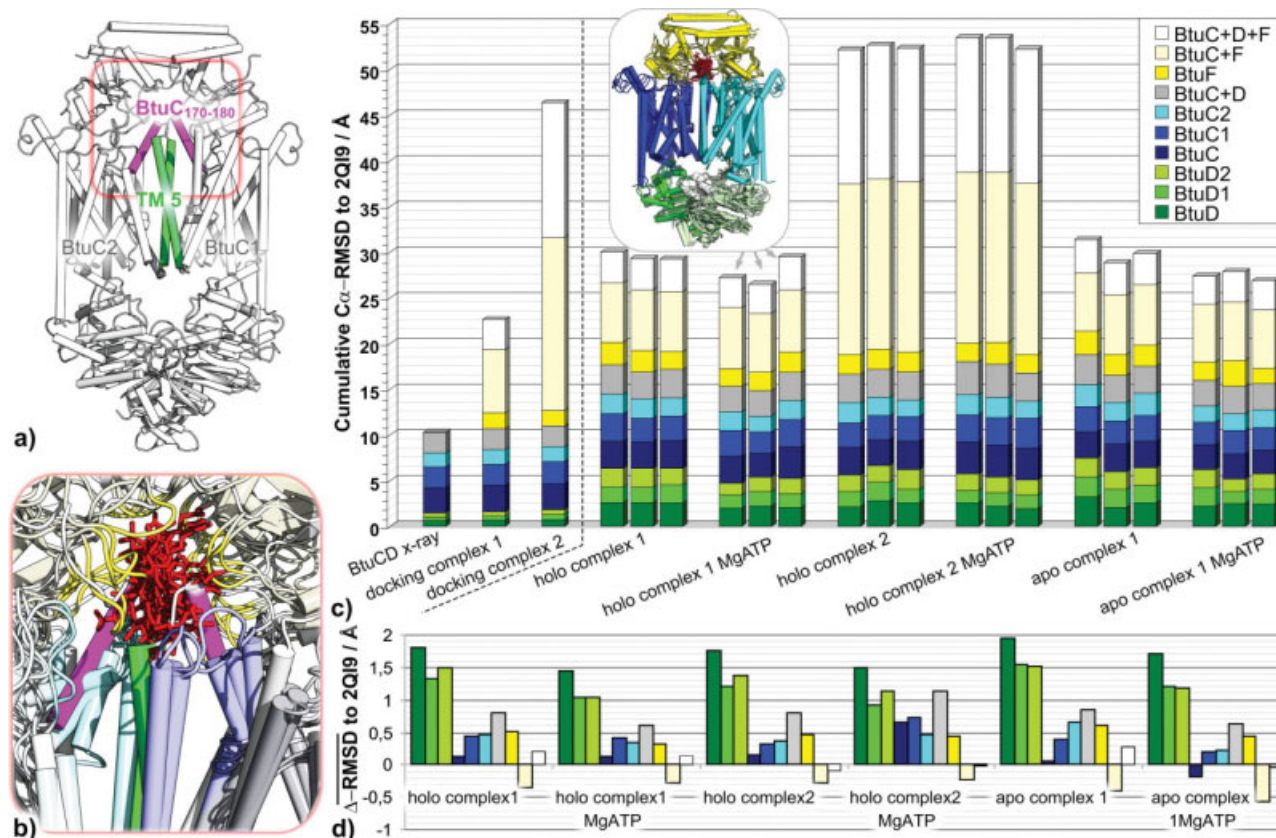 a)
BtuC170-180
TM 5
BtuC2
BtuC1
b)
Cumulative Cα−RMSD to 2QI9 / Å
55
50
45
40
35
30
25
20
15
10
5
0
BtuC+D+F
BtuC+F
BtuF
BtuC+D
BtuC2
BtuC1
BtuC
BtuD2
BtuD1
BtuD
BtuCD x-ray
docking complex 1
docking complex 2
holo complex 1
holo complex 1 MgATP
holo complex 2
holo complex 2 MgATP
apo complex 1
apo complex 1 MgATP
c)
Δ−RMSD to 2QI9 / Å
2
1,5
1
0,5
0
-0,5
-1
holo complex1
holo complex1
MgATP
holo complex2
holo complex2
MgATP
apo complex 1
apo complex
1MgATP
d)